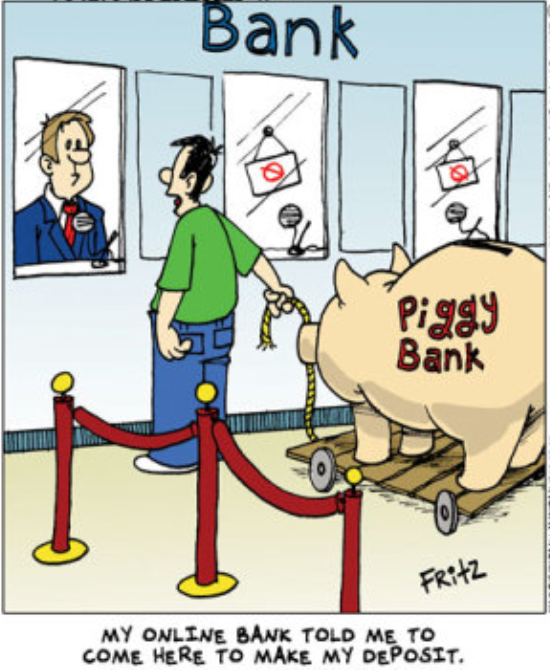 Bank
Piggy
Bank
FRitz
MY ONLINE BANK TOLD ME TO
COME HERE TO MAKE MY DEPOSIT.